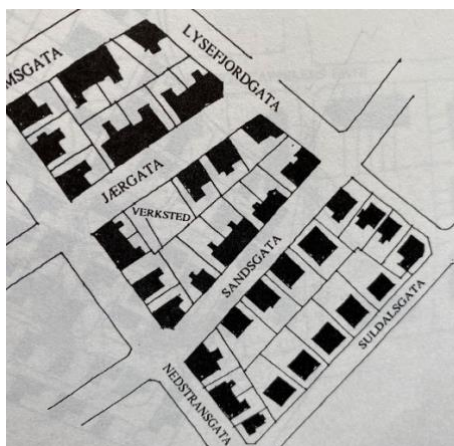 MSGATA
LYSEFJORDGATA
JÆRGATA
VERKSTED
SANDSGATA
SULDALSGATA
NEDSTRANSGATA